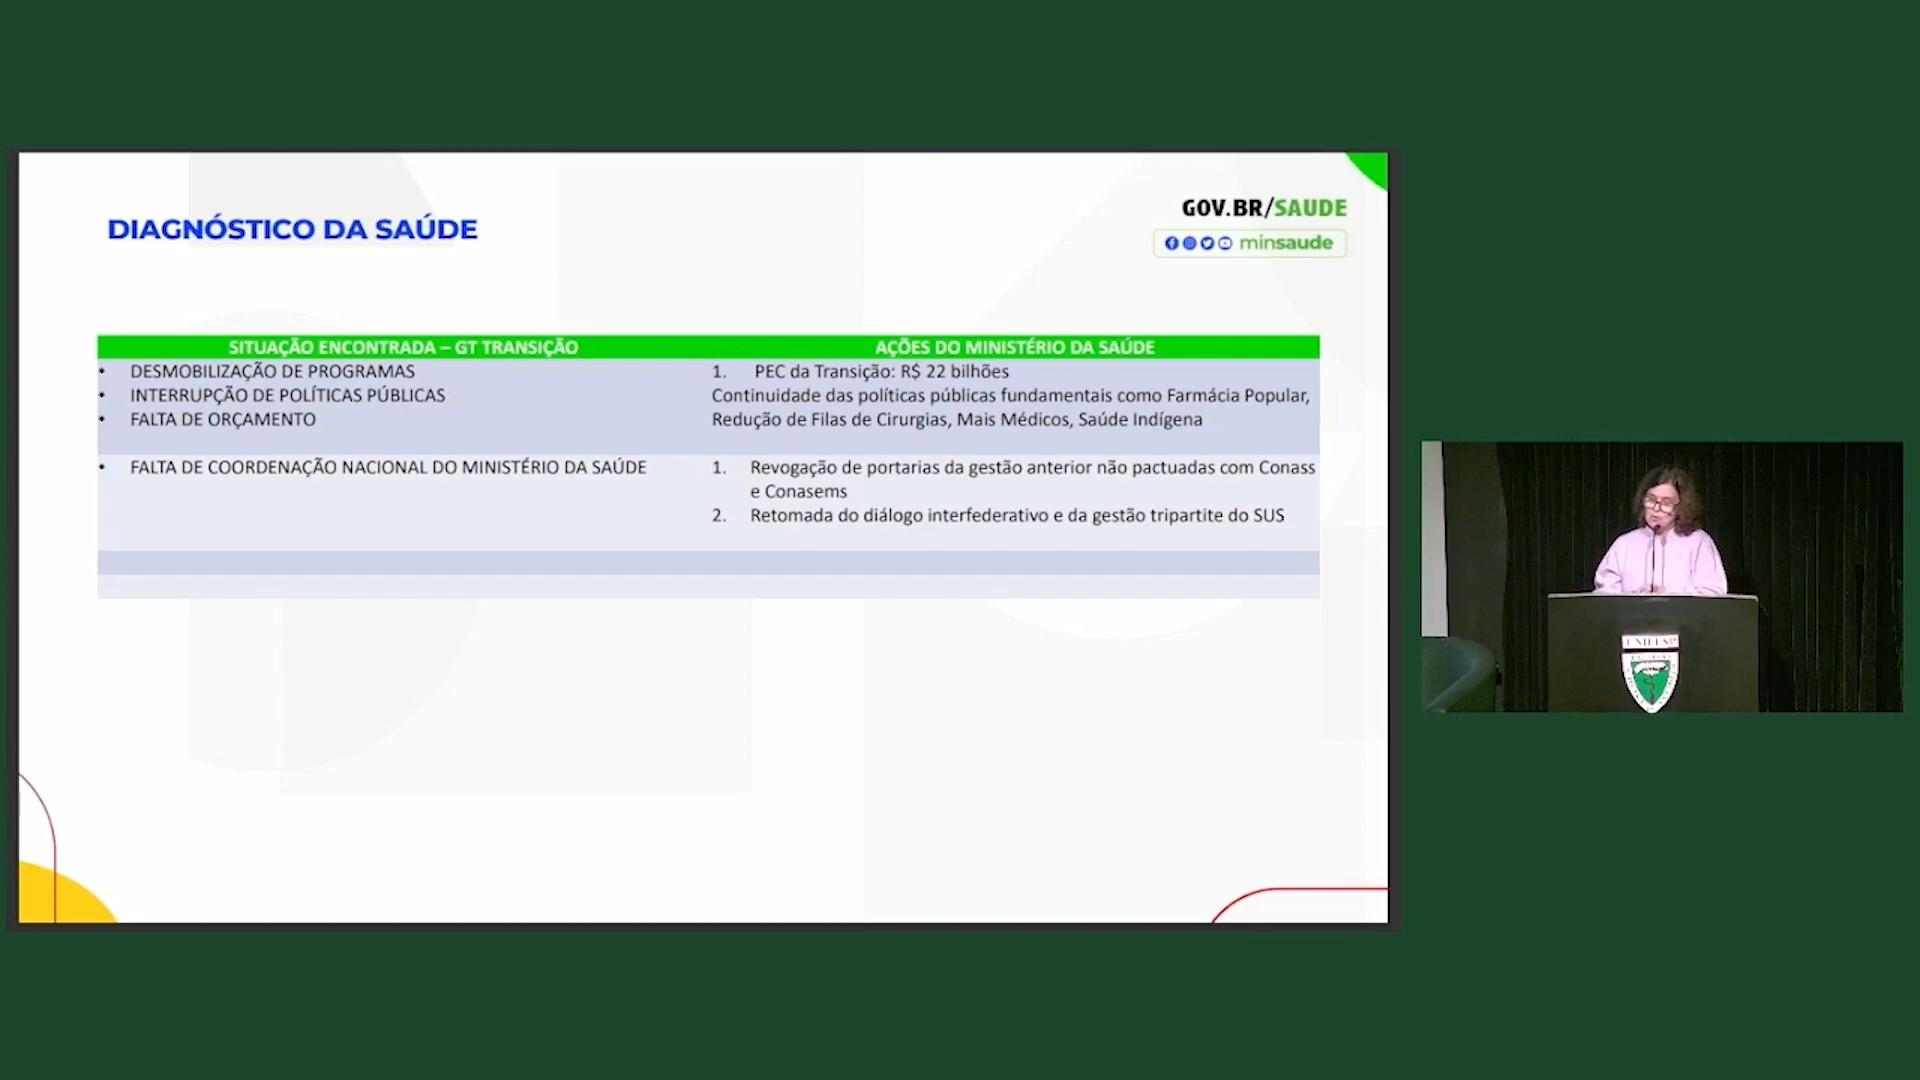 DIAGNÓSTICO DA SAÚDE
GOV.BR/SAUDE
minsaude
SITUAÇÃO ENCONTRADA – GT TRANSIÇÃO
AÇÕES DO MINISTÉRIO DA SAÚDE
• DESMOBILIZAÇÃO DE PROGRAMAS
• INTERRUPÇÃO DE POLÍTICAS PÚBLICAS
• FALTA DE ORÇAMENTO
1. PEC da Transição: R$ 22 bilhões
Continuidade das políticas públicas fundamentais como Farmácia Popular,
Redução de Filas de Cirurgias, Mais Médicos, Saúde Indígena
• FALTA DE COORDENAÇÃO NACIONAL DO MINISTÉRIO DA SAÚDE
1. Revogação de portarias da gestão anterior não pactuadas com Conass
e Conasems
2. Retomada do diálogo interfederativo e da gestão tripartite do SUS
UNIFESP